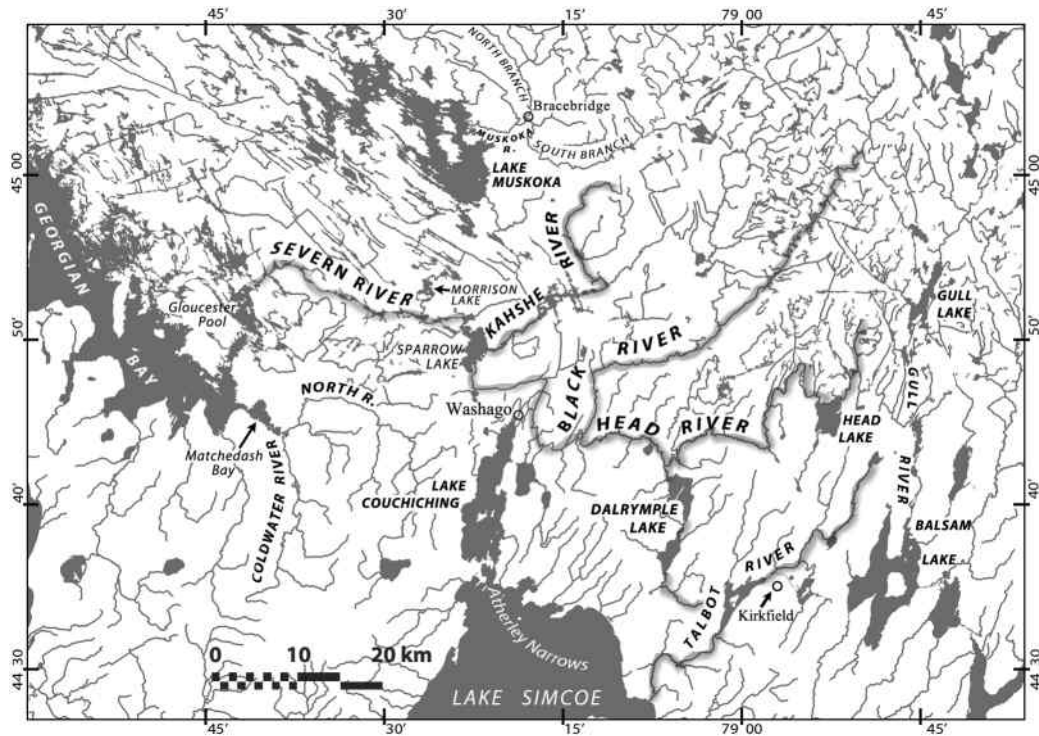 45' 30' 15' 79 00 45'
NORTH BRANCH
Bracebridge
MUSKOKA
R.
SOUTH BRANCH
45 00
LAKE
MUSKOKA
45 00
GEORGIAN
BAY
SEVERN RIVER
MORRISON
LAKE
KAHSHE RIVER
Gloucester
Pool
GULL
LAKE
50'
SPARROW
LAKE
BLACK RIVER
50'
NORTH R.
Washago
HEAD RIVER
HEAD
LAKE
GULL RIVER
Matchedash
Bay
COLDWATER RIVER
LAKE
COUCHICHING
40'
DALRYMPLE
LAKE
BALSAM
LAKE
40'
TALBOT RIVER
Kirkfield
Atherley Narrows
0 10 20 km
44 30
LAKE SIMCOE
44 30
45' 30' 15' 79 00 45'